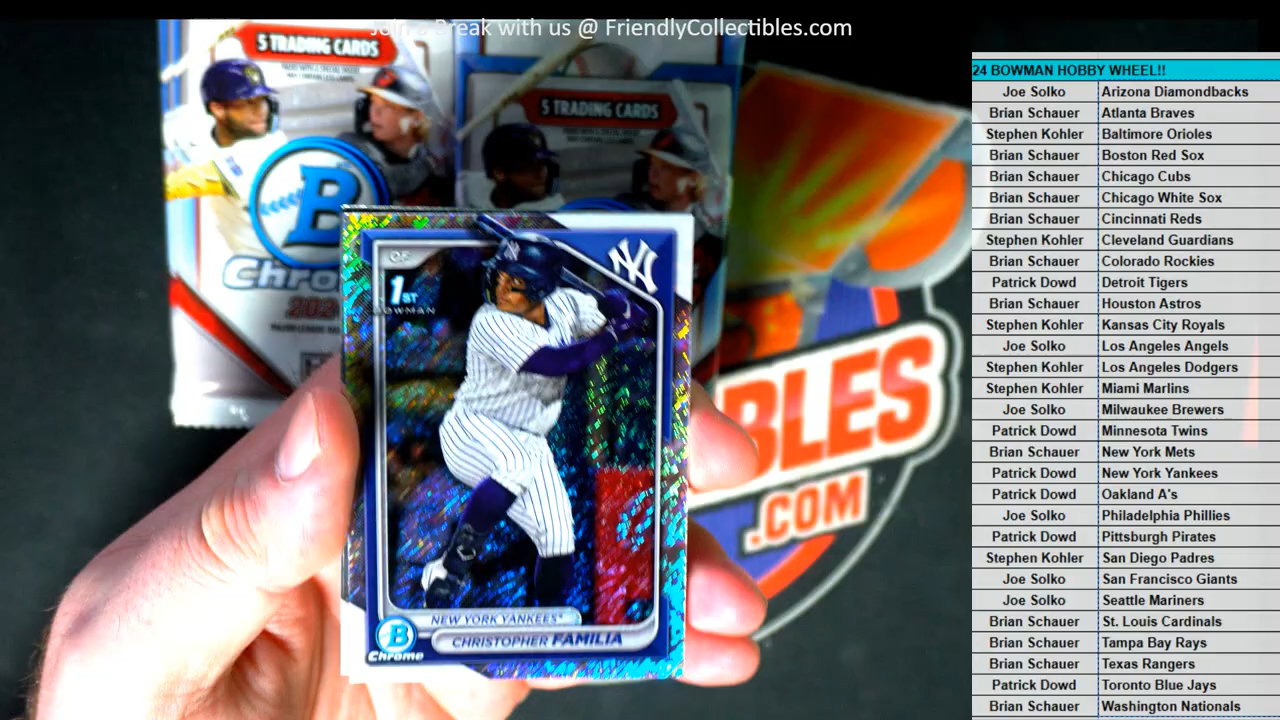 Join a Break with us @ FriendlyCollectibles.com
5 TRADING CARDS
5 TRADING CARDS
B
Chro
202
BLES
.COM
NY
1ST
BOWMAN
NEW YORK YANKEES
CHRISTOPHER FAMILIA
B
Chrome
24 BOWMAN HOBBY WHEEL!!
Joe Solko Arizona Diamondbacks
Brian Schauer Atlanta Braves
Stephen Kohler Baltimore Orioles
Brian Schauer Boston Red Sox
Brian Schauer Chicago Cubs
Brian Schauer Chicago White Sox
Brian Schauer Cincinnati Reds
Stephen Kohler Cleveland Guardians
Brian Schauer Colorado Rockies
Patrick Dowd Detroit Tigers
Brian Schauer Houston Astros
Stephen Kohler Kansas City Royals
Joe Solko Los Angeles Angels
Stephen Kohler Los Angeles Dodgers
Stephen Kohler Miami Marlins
Joe Solko Milwaukee Brewers
Patrick Dowd Minnesota Twins
Brian Schauer New York Mets
Patrick Dowd New York Yankees
Patrick Dowd Oakland A's
Joe Solko Philadelphia Phillies
Patrick Dowd Pittsburgh Pirates
Stephen Kohler San Diego Padres
Joe Solko San Francisco Giants
Joe Solko Seattle Mariners
Brian Schauer St. Louis Cardinals
Brian Schauer Tampa Bay Rays
Brian Schauer Texas Rangers
Patrick Dowd Toronto Blue Jays
Brian Schauer Washington Nationals